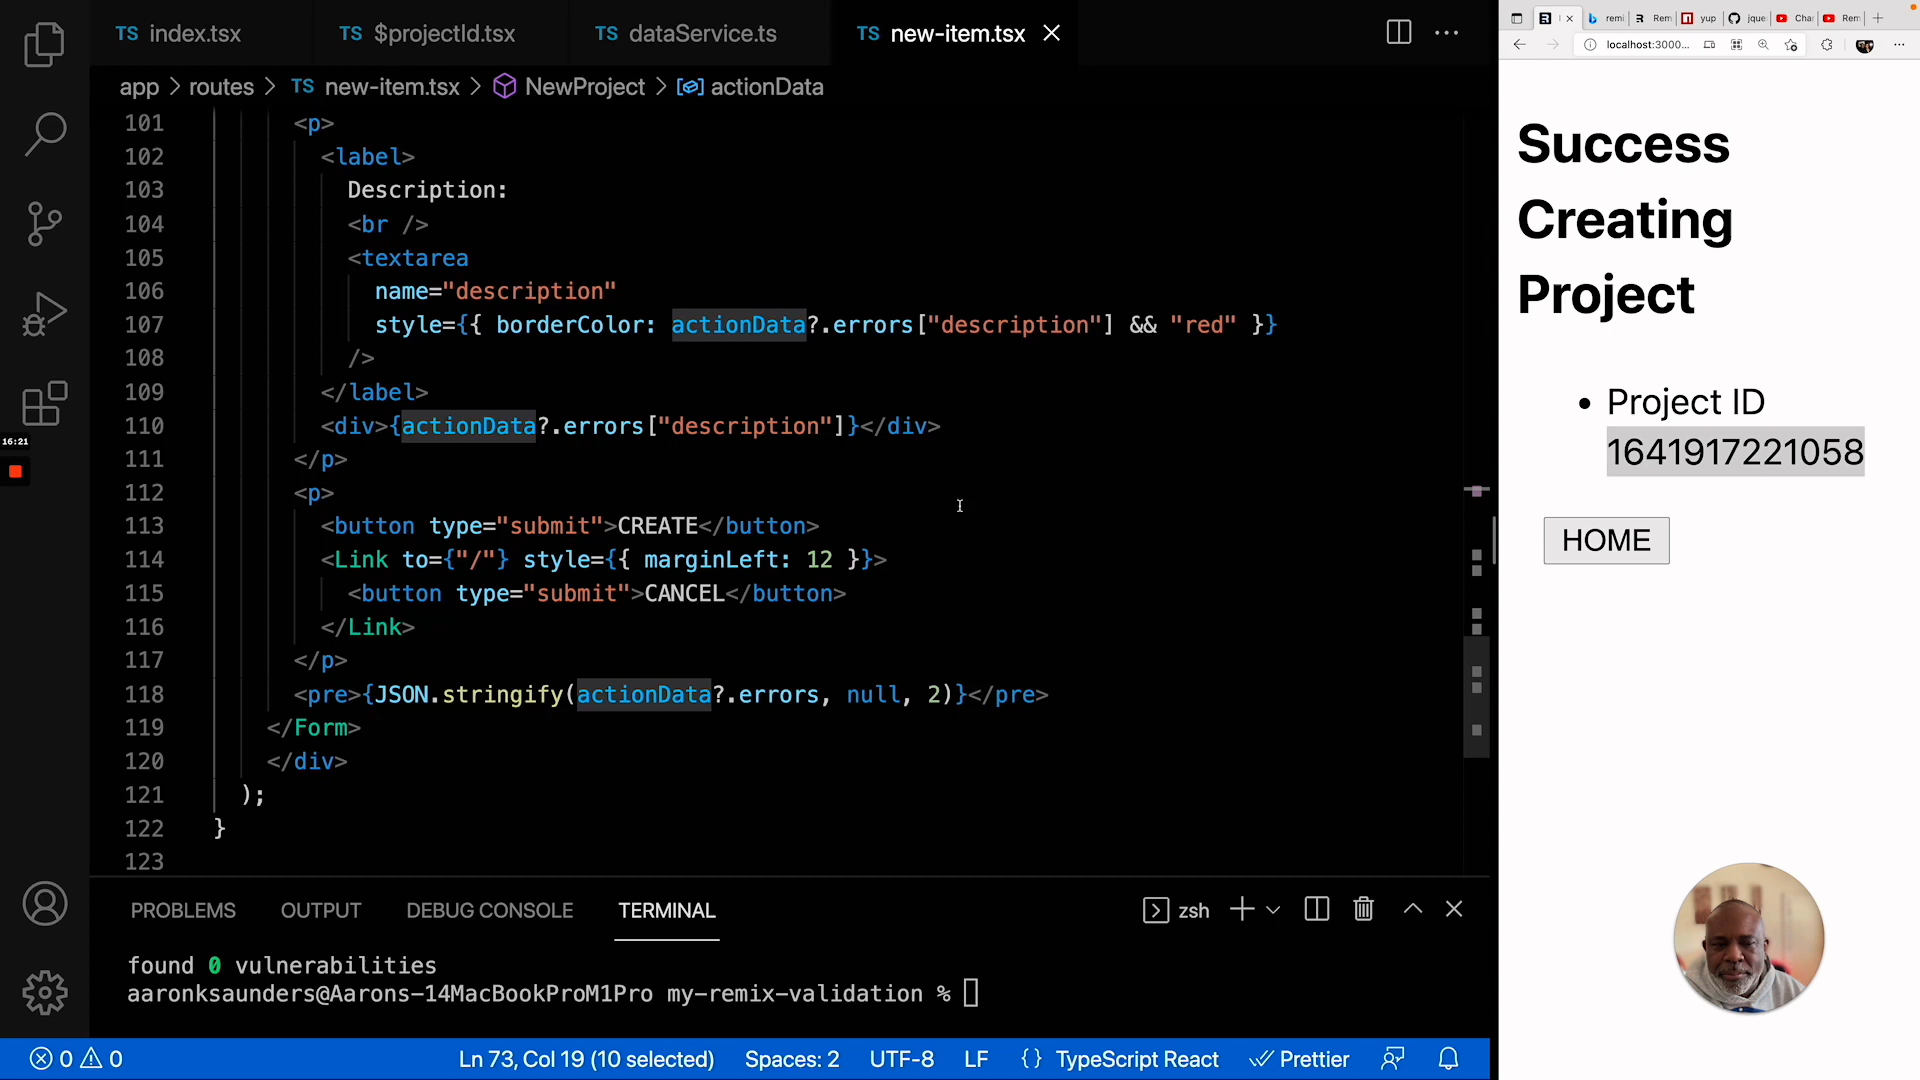 TS index.tsx TS $projectId.tsx TS dataService.ts TS new-item.tsx
app > routes > TS new-item.tsx > NewProject > actionData
101 <p>
102 <label>
103 Description:
104 <br />
105 <textarea
106 name="description"
107 style={{ borderColor: actionData?.errors["description"] && "red" }}
108 />
109 </label>
110 <div>{actionData?.errors["description"]}</div>
111 </p>
112 <p>
113 <button type="submit">CREATE</button>
114 <Link to={"/"} style={{ marginLeft: 12 }}>
115 <button type="submit">CANCEL</button>
116 </Link>
117 </p>
118 <pre>{JSON.stringify(actionData?.errors, null, 2)}</pre>
119 </Form>
120 </div>
121 );
122 }
123
16:21
PROBLEMS OUTPUT DEBUG CONSOLE TERMINAL zsh
found 0 vulnerabilities
aaronksaunders@Aarons-14MacBookProM1Pro my-remix-validation %
0 0 Ln 73, Col 19 (10 selected) Spaces: 2 UTF-8 LF {} TypeScript React Prettier
remi Rem yup jque Cha Rem
localhost:3000...
Success
Creating
Project
• Project ID
1641917221058
HOME